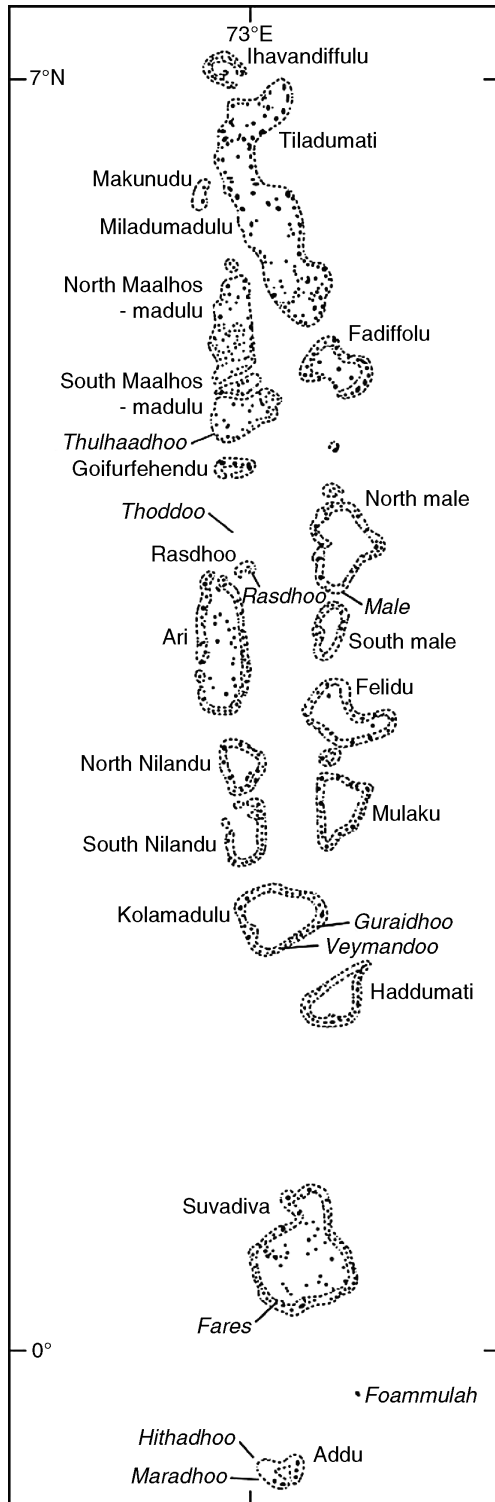 73°E
Ihavandiffulu
7°N
Tiladumati
Makunudu
Miladumadulu
North Maalhos
- madulu
Fadiffolu
South Maalhos
- madulu
Thulhaadhoo
Goifurfehendu
North male
Thoddoo
Rasdhoo
Rasdhoo
Male
Ari
South male
Felidu
North Nilandu
Mulaku
South Nilandu
Kolamadulu
Guraidhoo
Veymandoo
Haddumati
Suvadiva
Fares
0°
Foammulah
Hithadhoo
Addu
Maradhoo